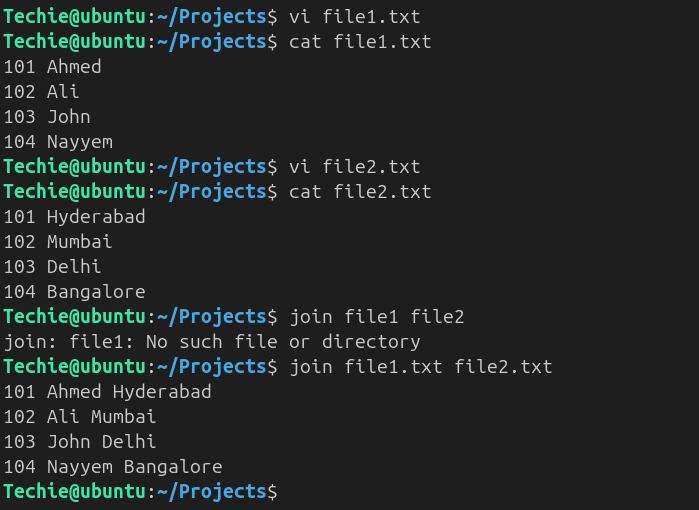 Techie@ubuntu:~/Projects$ vi file1.txt
Techie@ubuntu:~/Projects$ cat file1.txt
101 Ahmed
102 Ali
103 John
104 Nayyem
Techie@ubuntu:~/Projects$ vi file2.txt
Techie@ubuntu:~/Projects$ cat file2.txt
101 Hyderabad
102 Mumbai
103 Delhi
104 Bangalore
Techie@ubuntu:~/Projects$ join file1 file2
join: file1: No such file or directory
Techie@ubuntu:~/Projects$ join file1.txt file2.txt
101 Ahmed Hyderabad
102 Ali Mumbai
103 John Delhi
104 Nayyem Bangalore
Techie@ubuntu:~/Projects$